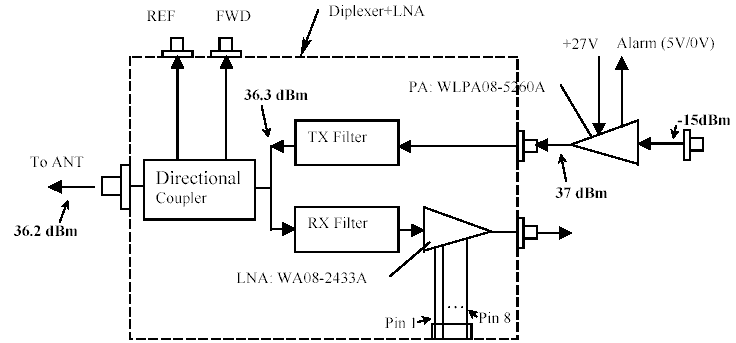 REF
FWD
Diplexer+LNA
+27V
Alarm (5V/0V)
PA: WLPA08-5260A
36.3 dBm
-15dBm
TX Filter
To ANT
Directional
Coupler
37 dBm
36.2 dBm
RX Filter
LNA: WA08-2433A
...
Pin 1
Pin 8